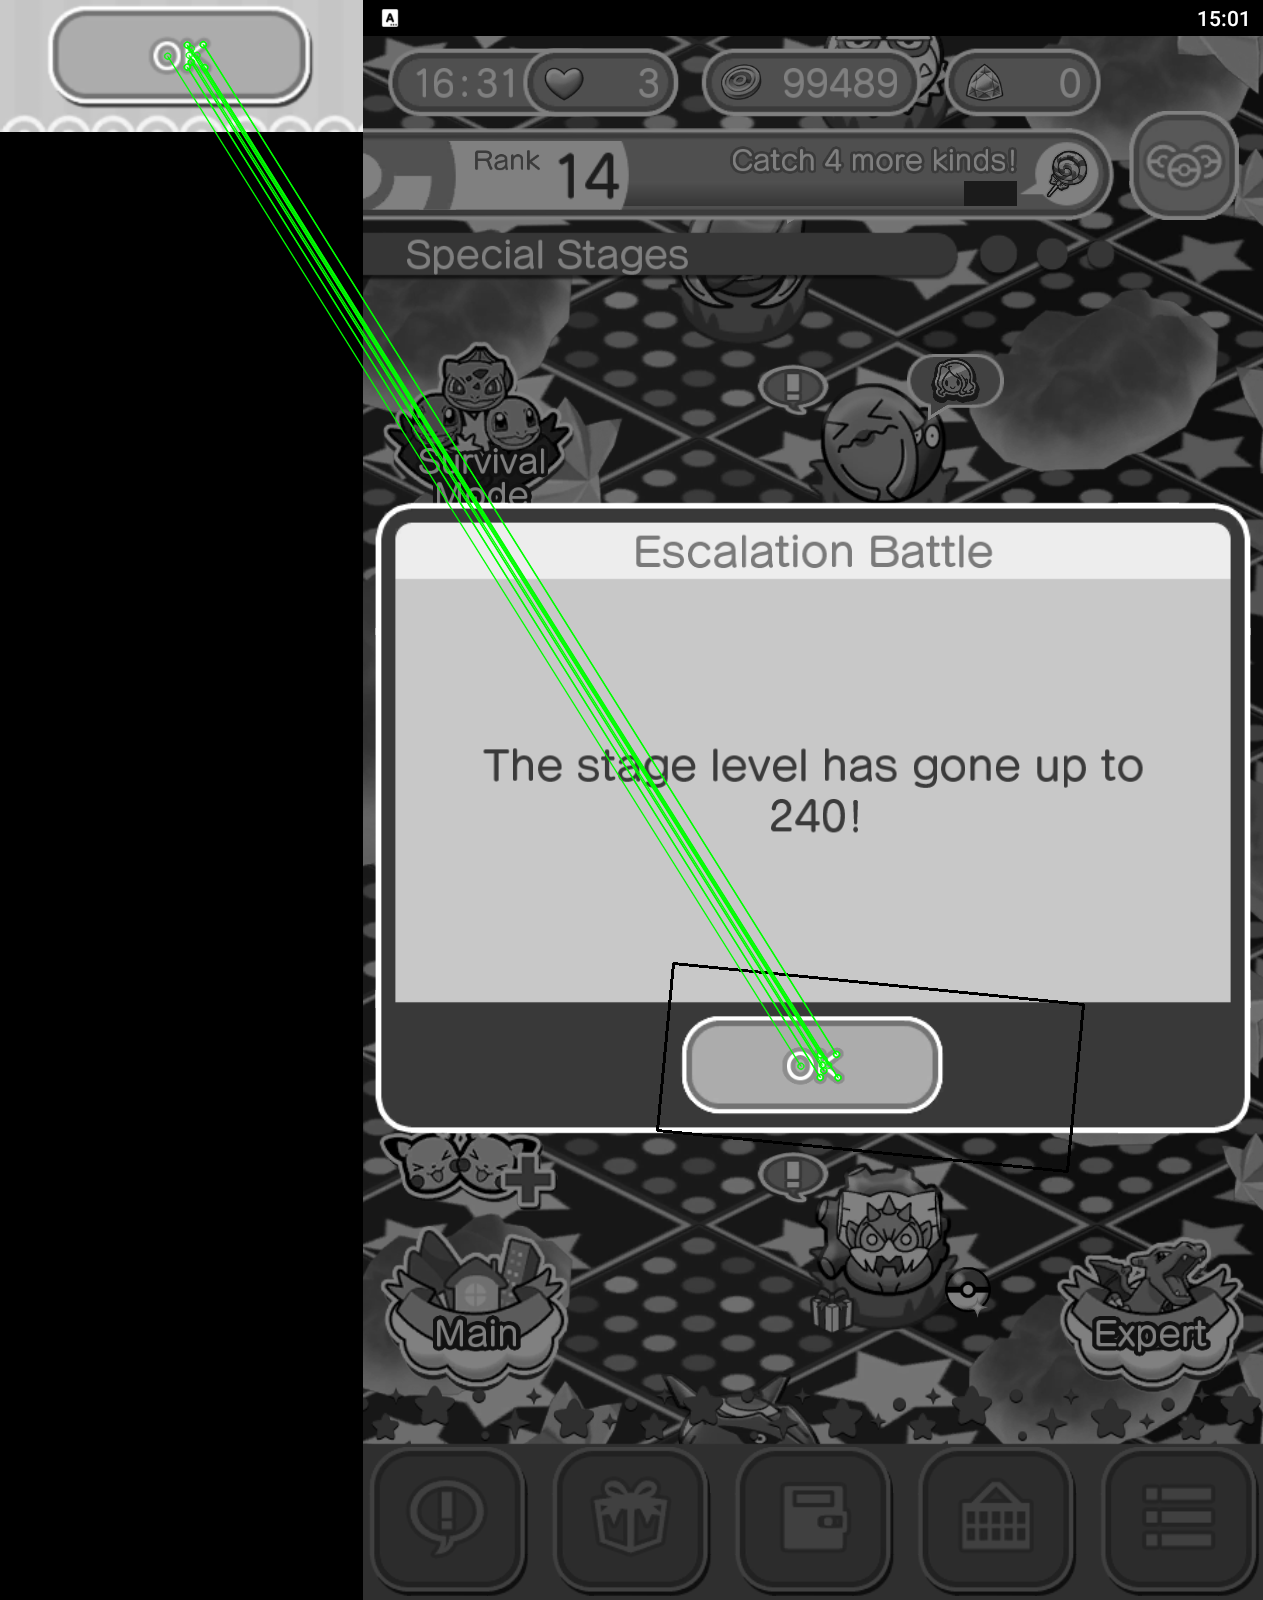 OK
A
15:01
16:31
3
99489
0
Rank 14
Catch 4 more kinds!
Special Stages
Survival
Mode
Escalation Battle
The stage level has gone up to
240!
OK
Main
Expert